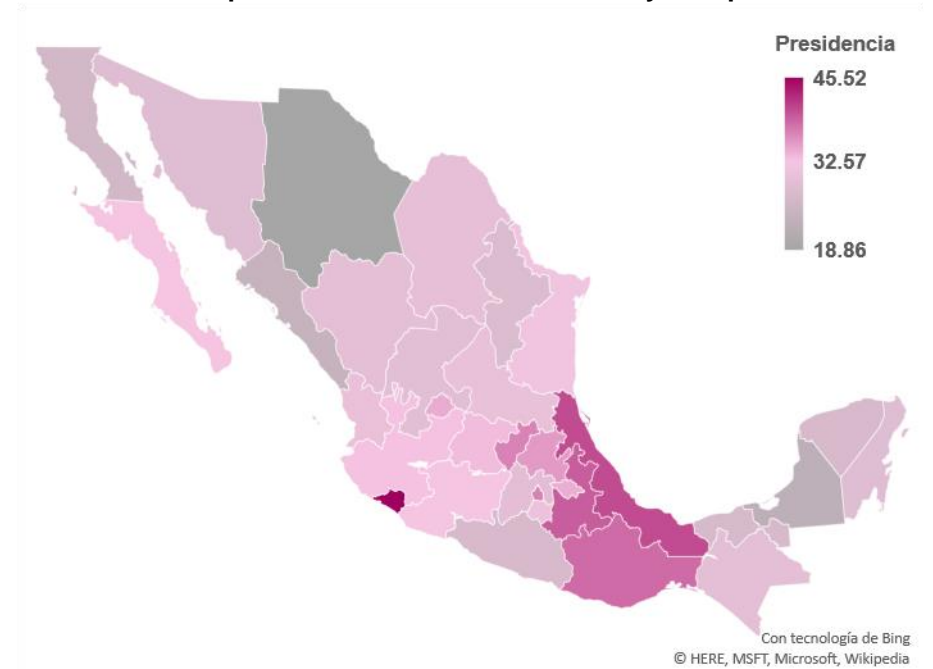 Presidencia
45.52
32.57
18.86
Con tecnología de Bing
© HERE, MSFT, Microsoft, Wikipedia